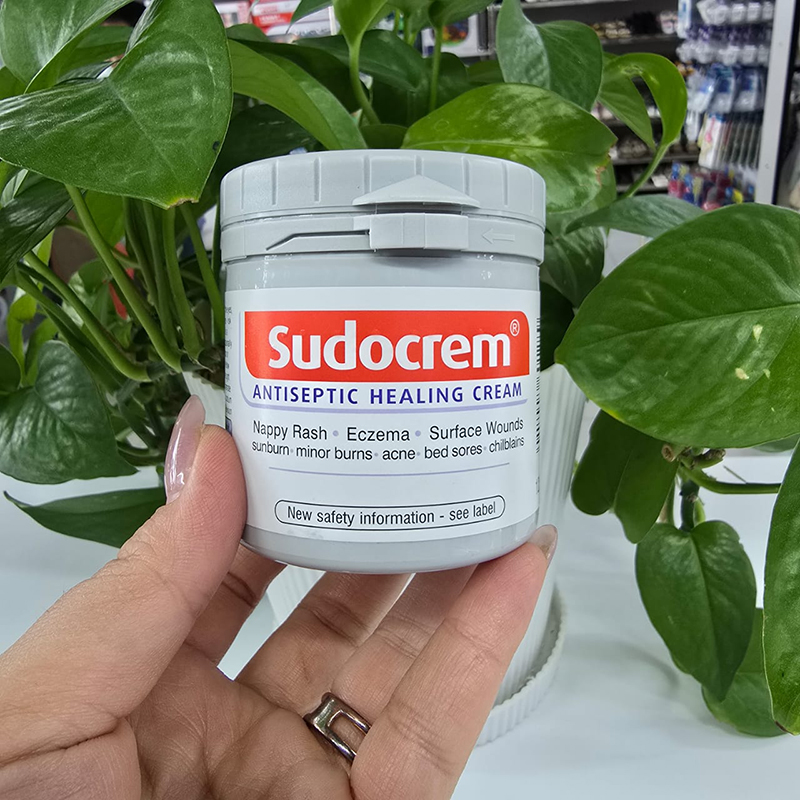 Sudocrem®
ANTISEPTIC HEALING CREAM
Nappy Rash • Eczema • Surface Wounds
sunburn • minor burns • acne • bed sores • chilblains
New safety information - see label